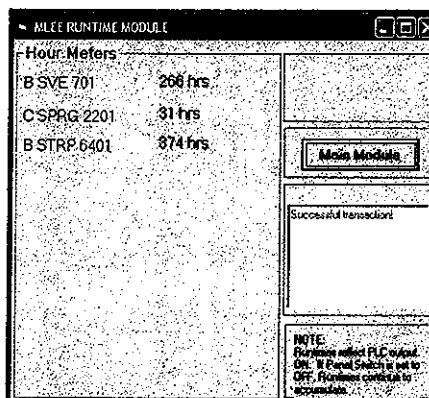 MLEE RUNTIME MODULE
Hour Meters
B SVE 701 266 hrs
C SPRG 2201 31 hrs
B STRP 6401 374 hrs
Main Module
Successful transaction!
NOTE:
Runtimes reflect PLC output
ON. If Panel Switch is set to
OFF, Runtimes continue to
accumulate.